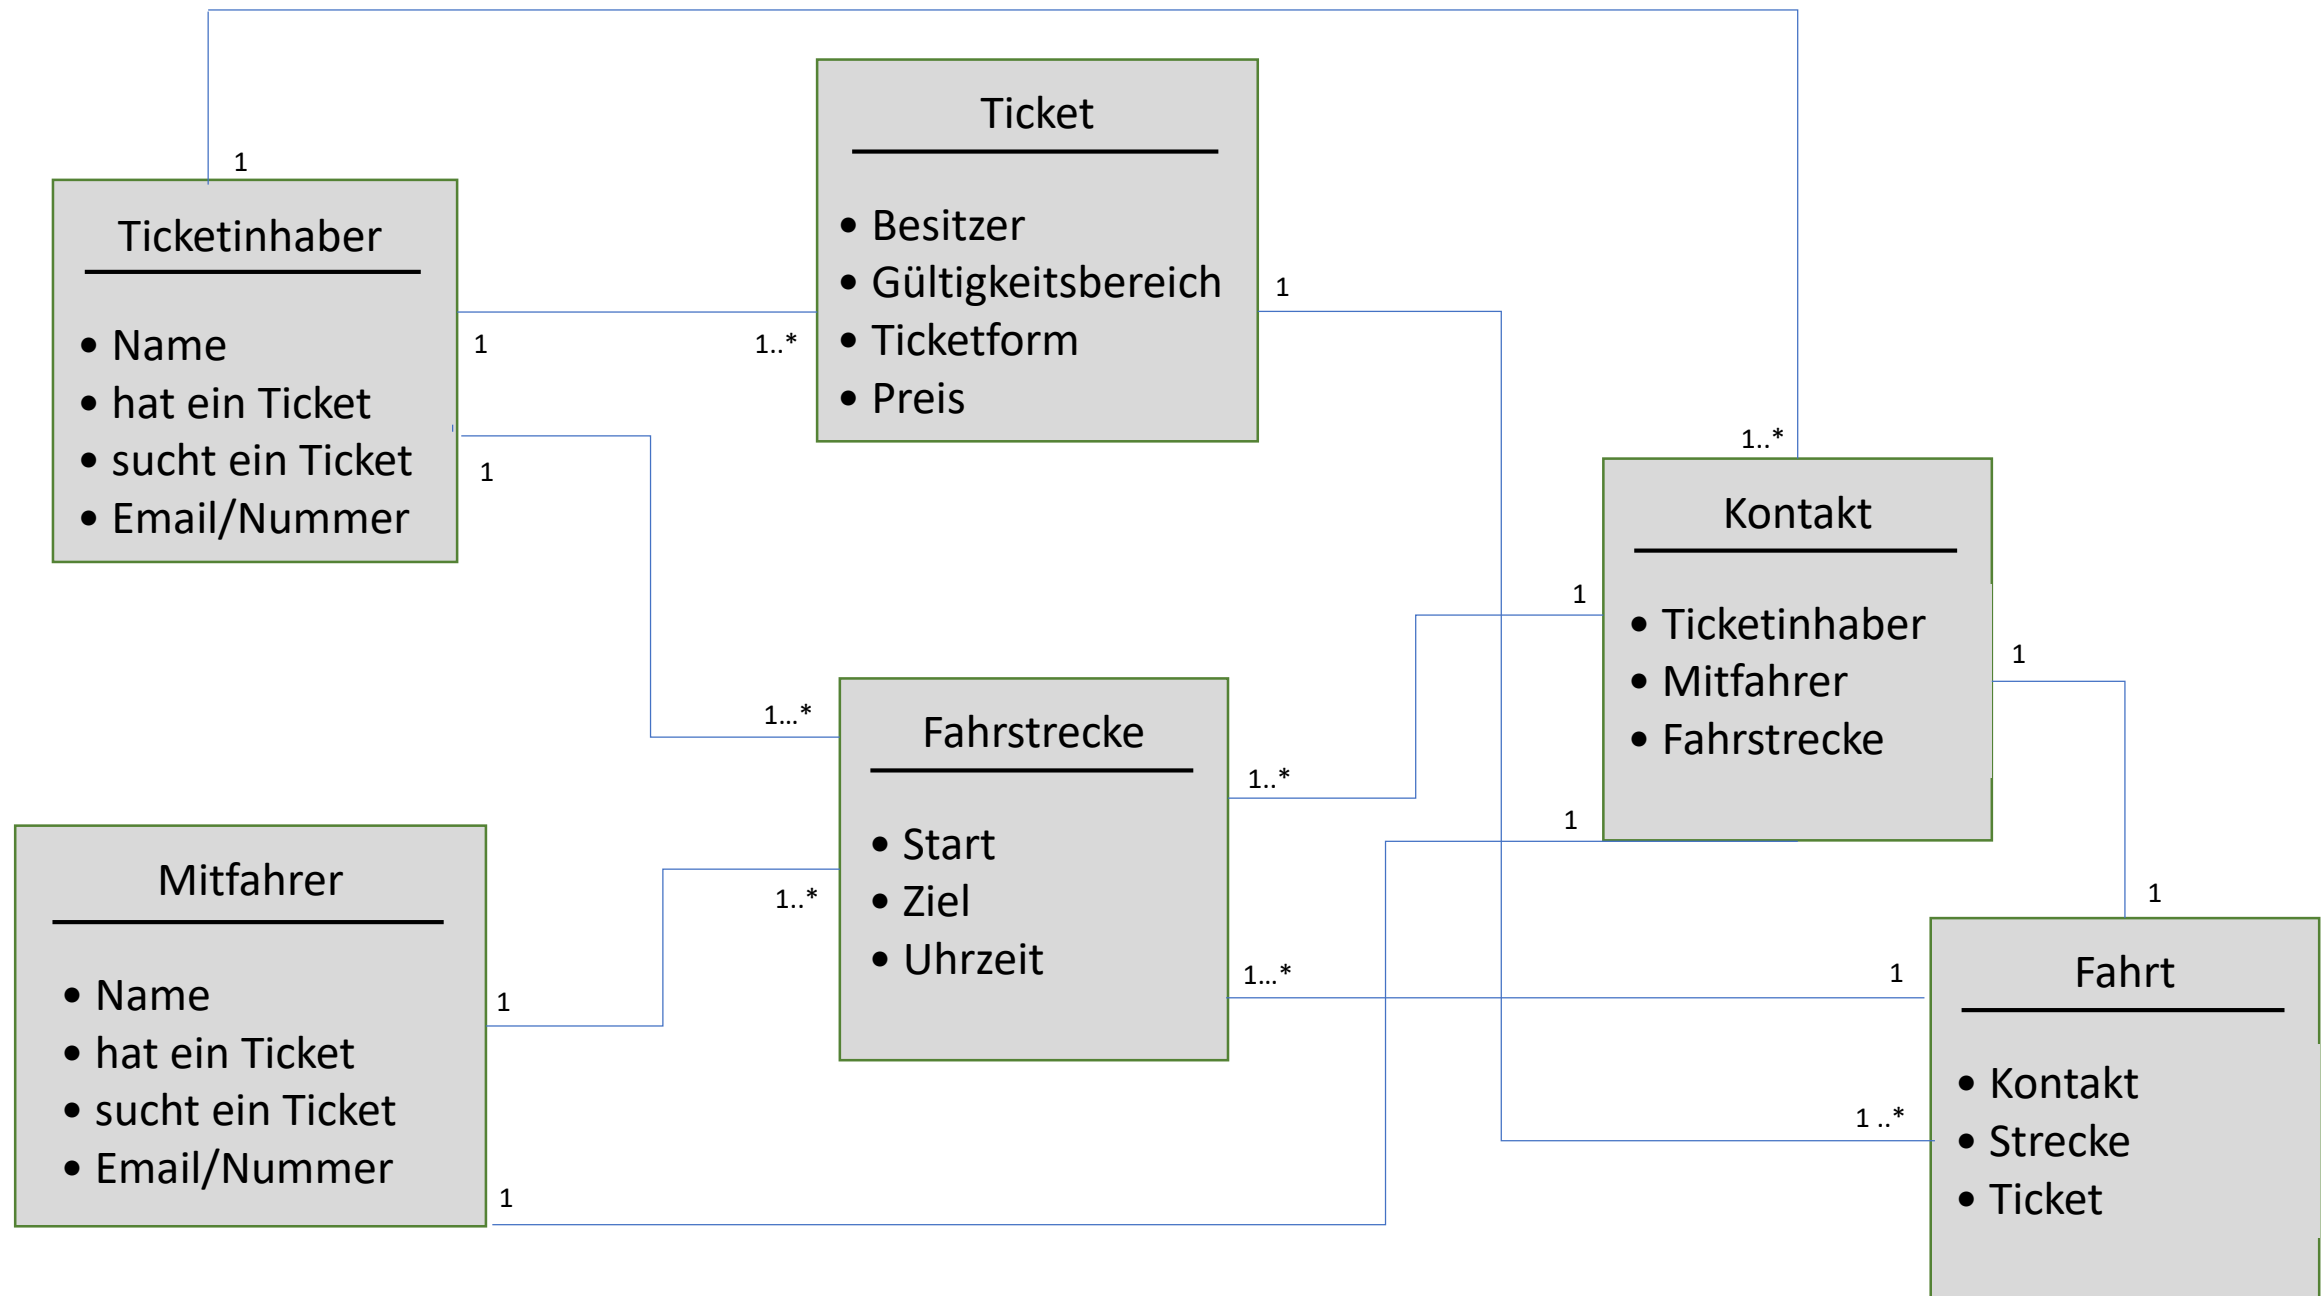 1
Ticketinhaber
• Name
• hat ein Ticket
• sucht ein Ticket
• Email/Nummer
1
1..*
1
Ticket
• Besitzer
• Gültigkeitsbereich
• Ticketform
• Preis
1
1..*
Kontakt
• Ticketinhaber
• Mitfahrer
• Fahrstrecke
1
1
1
1...*
Fahrstrecke
• Start
• Ziel
• Uhrzeit
1..*
1..*
1...*
Mitfahrer
• Name
• hat ein Ticket
• sucht ein Ticket
• Email/Nummer
1
1
1
1
1 ..*
Fahrt
• Kontakt
• Strecke
• Ticket